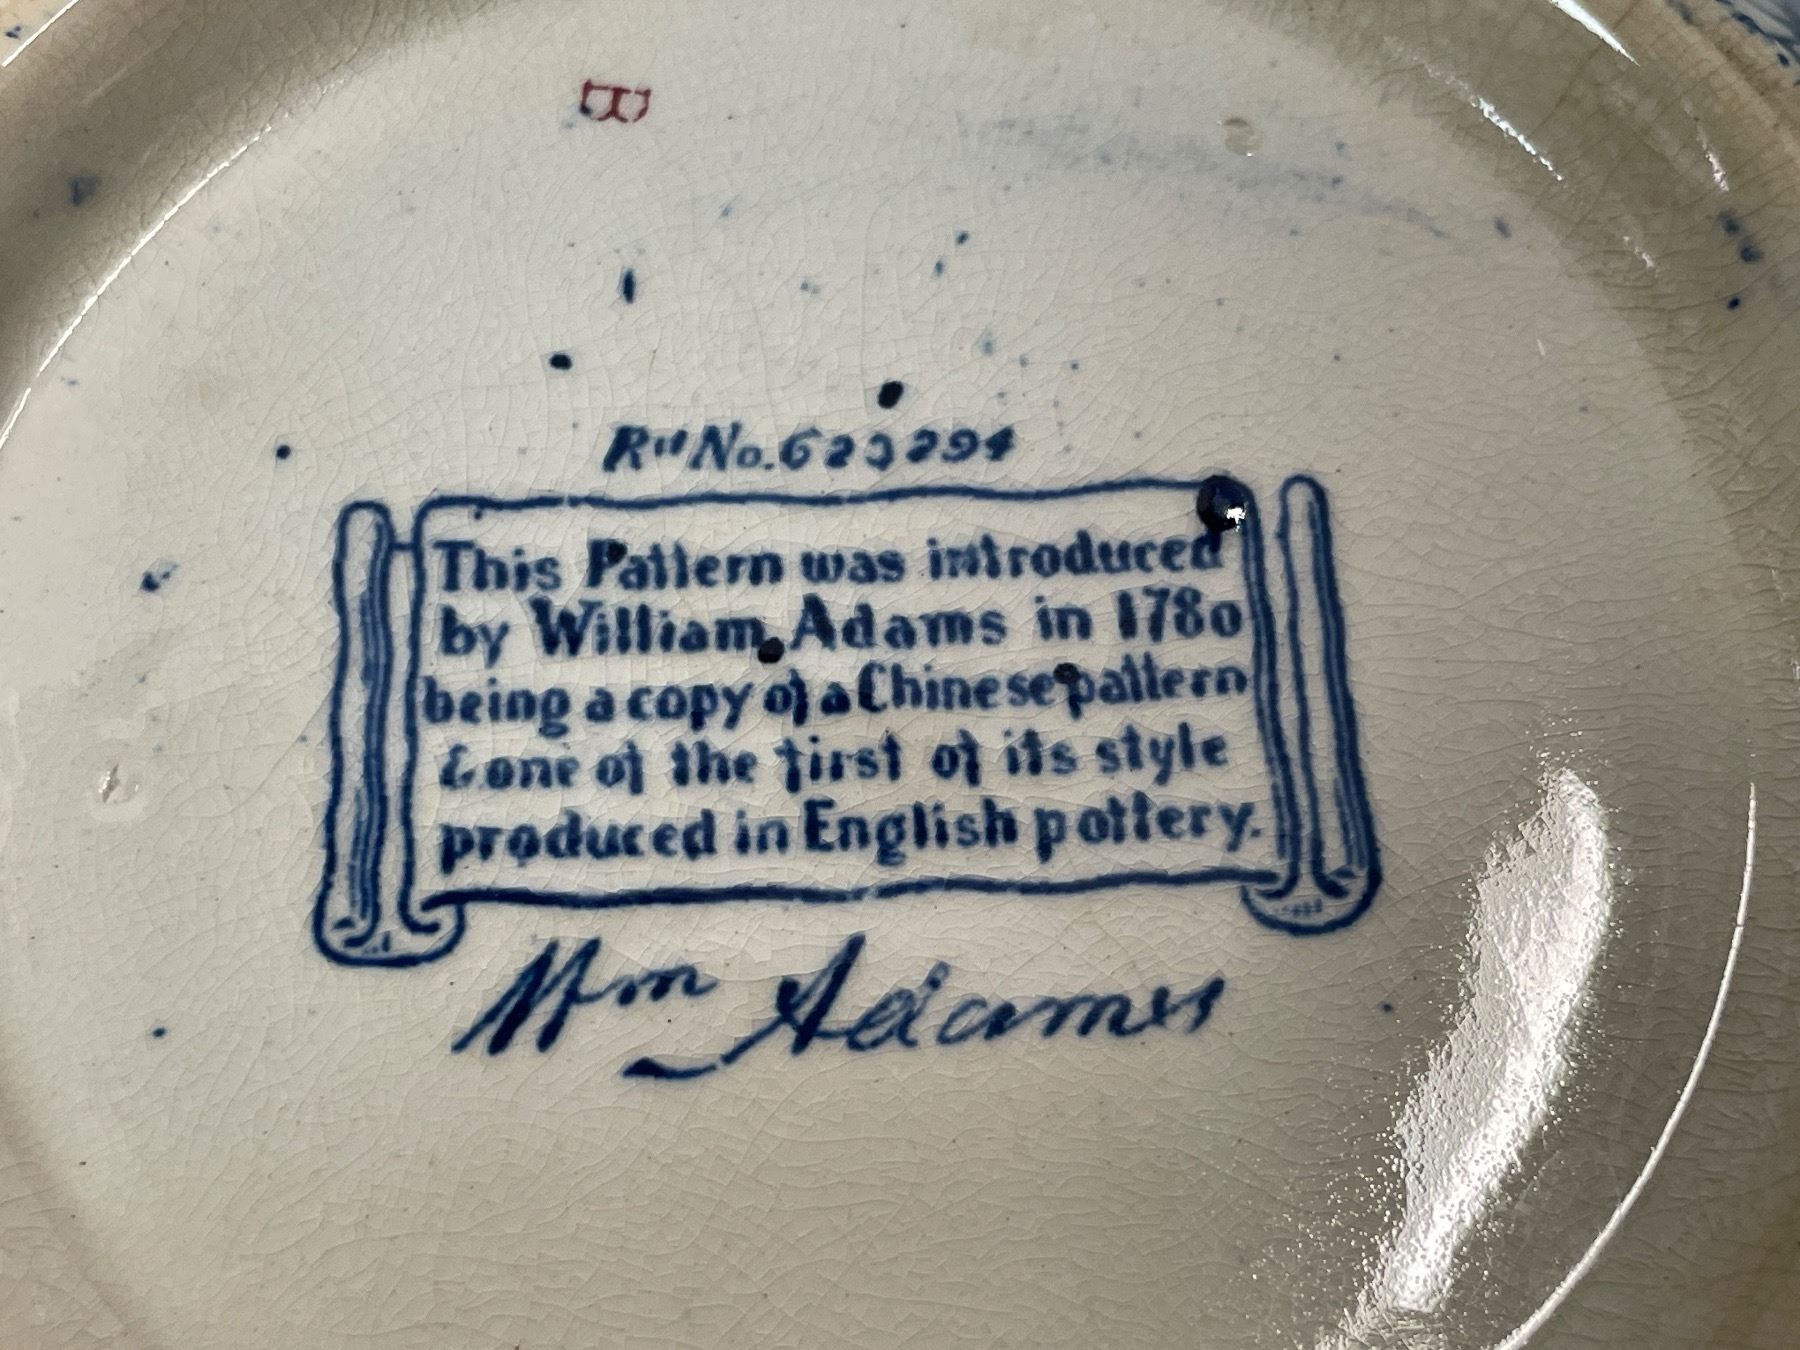 B
Rd No. 623294
This Pattern was introduced
by William Adams in 1780
being a copy of a Chinese pattern
& one of the first of its style
produced in English pottery.
Wm Adams